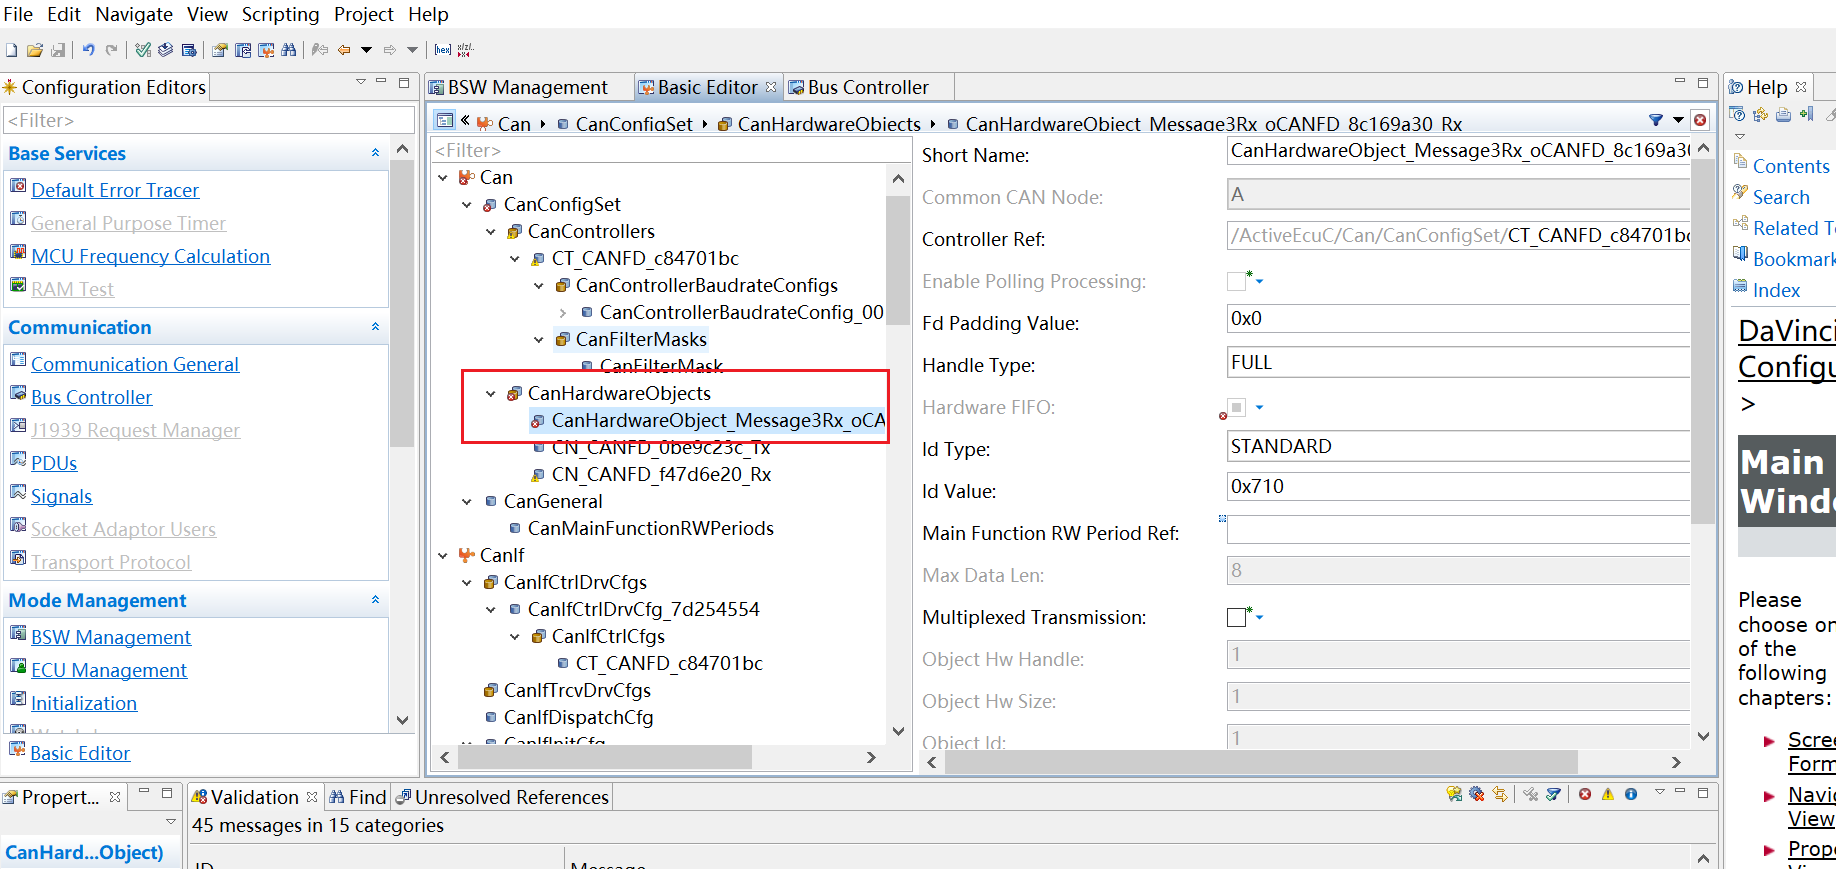 File Edit Navigate View Scripting Project Help
Configuration Editors
<Filter>
Base Services
Default Error Tracer
General Purpose Timer
MCU Frequency Calculation
RAM Test
Communication
Communication General
Bus Controller
J1939 Request Manager
PDUs
Signals
Socket Adaptor Users
Transport Protocol
Mode Management
BSW Management
ECU Management
Initialization
Basic Editor
BSW Management Basic Editor Bus Controller
Can CanConfigSet CanHardwareObjects CanHardwareObject_Message3Rx_oCANFD_8c169a30_Rx
<Filter>
Can
CanConfigSet
CanControllers
CT_CANFD_c84701bc
CanControllerBaudrateConfigs
CanControllerBaudrateConfig_00
CanFilterMasks
CanFilterMask
CanHardwareObjects
CanHardwareObject_Message3Rx_oCA
CN_CANFD_0be9c23c_Tx
CN_CANFD_f47d6e20_Rx
CanGeneral
CanMainFunctionRWPeriods
CanIf
CanIfCtrlDrvCfgs
CanIfCtrlDrvCfg_7d254554
CanIfCtrlCfgs
CT_CANFD_c84701bc
CanIfTrcvDrvCfgs
CanIfDispatchCfg
CanIfInitCfg
Short Name: CanHardwareObject_Message3Rx_oCANFD_8c169a30
Common CAN Node: A
Controller Ref: /ActiveEcuC/Can/CanConfigSet/CT_CANFD_c84701bc
Enable Polling Processing:
Fd Padding Value: 0x0
Handle Type: FULL
Hardware FIFO:
Id Type: STANDARD
Id Value: 0x710
Main Function RW Period Ref:
Max Data Len: 8
Multiplexed Transmission:
Object Hw Handle: 1
Object Hw Size: 1
Object Id: 1
Help
Contents
Search
Related T
Bookmark
Index
DaVinci
Configu
>
Main
Windo
Please
choose on
of the
following
chapters:
Scree
Form
Navig
View
Prope
Propert...
CanHard...Object)
Validation Find Unresolved References
45 messages in 15 categories
ID Message